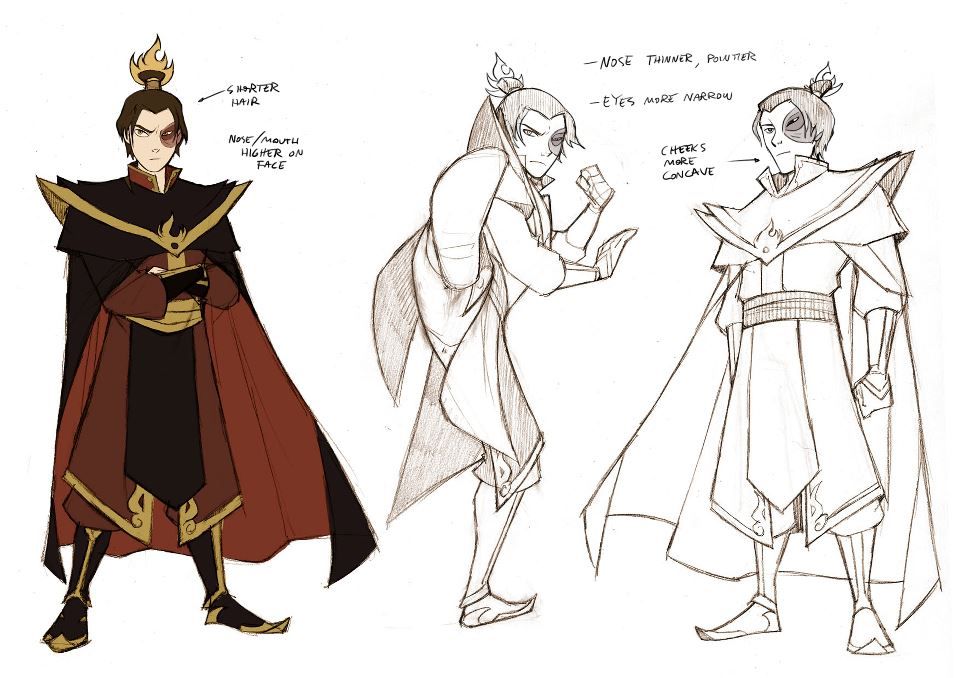 SHORTER
HAIR
NOSE/MOUTH
HIGHER ON
FACE
- NOSE THINNER, POINTIER
- EYES MORE NARROW
CHEEKS
MORE
CONCAVE